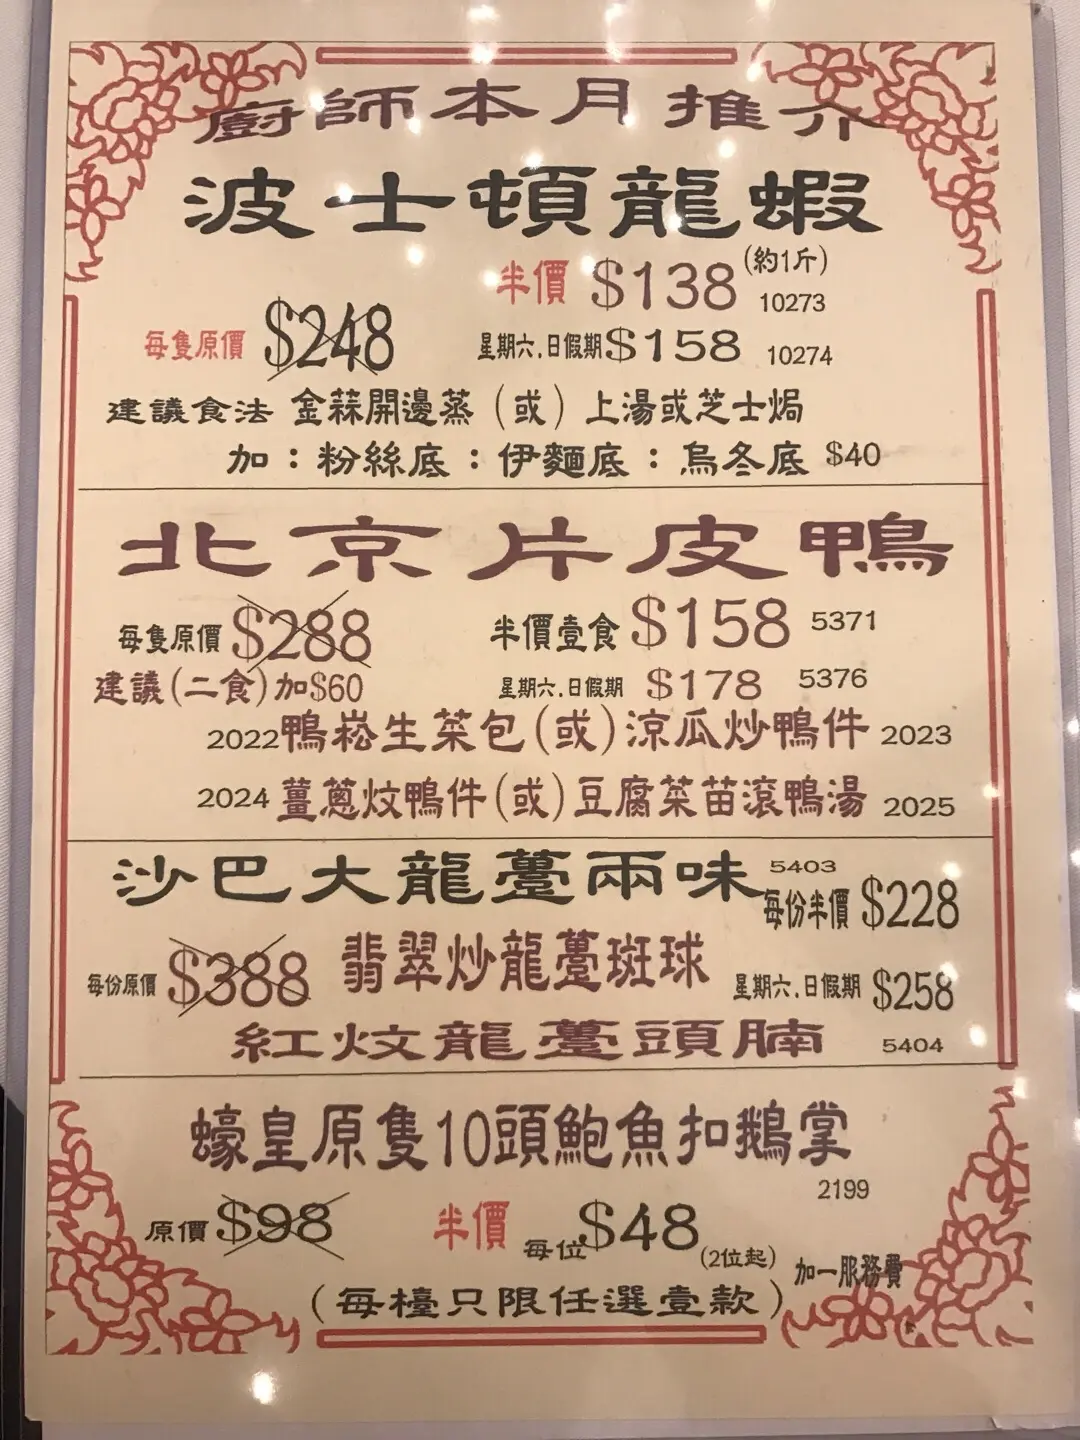 廚師本月推介
波士頓龍蝦
半價 $138 (約1斤) 10273
每隻原價 $248
星期六.日假期 $158 10274
建議食法 金蒜開邊蒸 (或) 上湯或芝士焗
加：粉絲底：伊麵底：烏冬底 $40
北京片皮鴨
每隻原價 $288 半價壹食 $158 5371
建議(二食)加$60 星期六.日假期 $178 5376
2022 鴨崧生菜包(或)涼瓜炒鴨件 2023
2024 薑蔥炆鴨件(或)豆腐菜苗滾鴨湯 2025
沙巴大龍躉兩味 5403
每份半價 $228
每份原價 $388 翡翠炒龍躉斑球 星期六.日假期 $258
紅炆龍躉頭腩 5404
蠔皇原隻10頭鮑魚扣鵝掌
2199
原價 $98 半價 每位 $48 (2位起)
加一服務費
(每檯只限任選壹款)